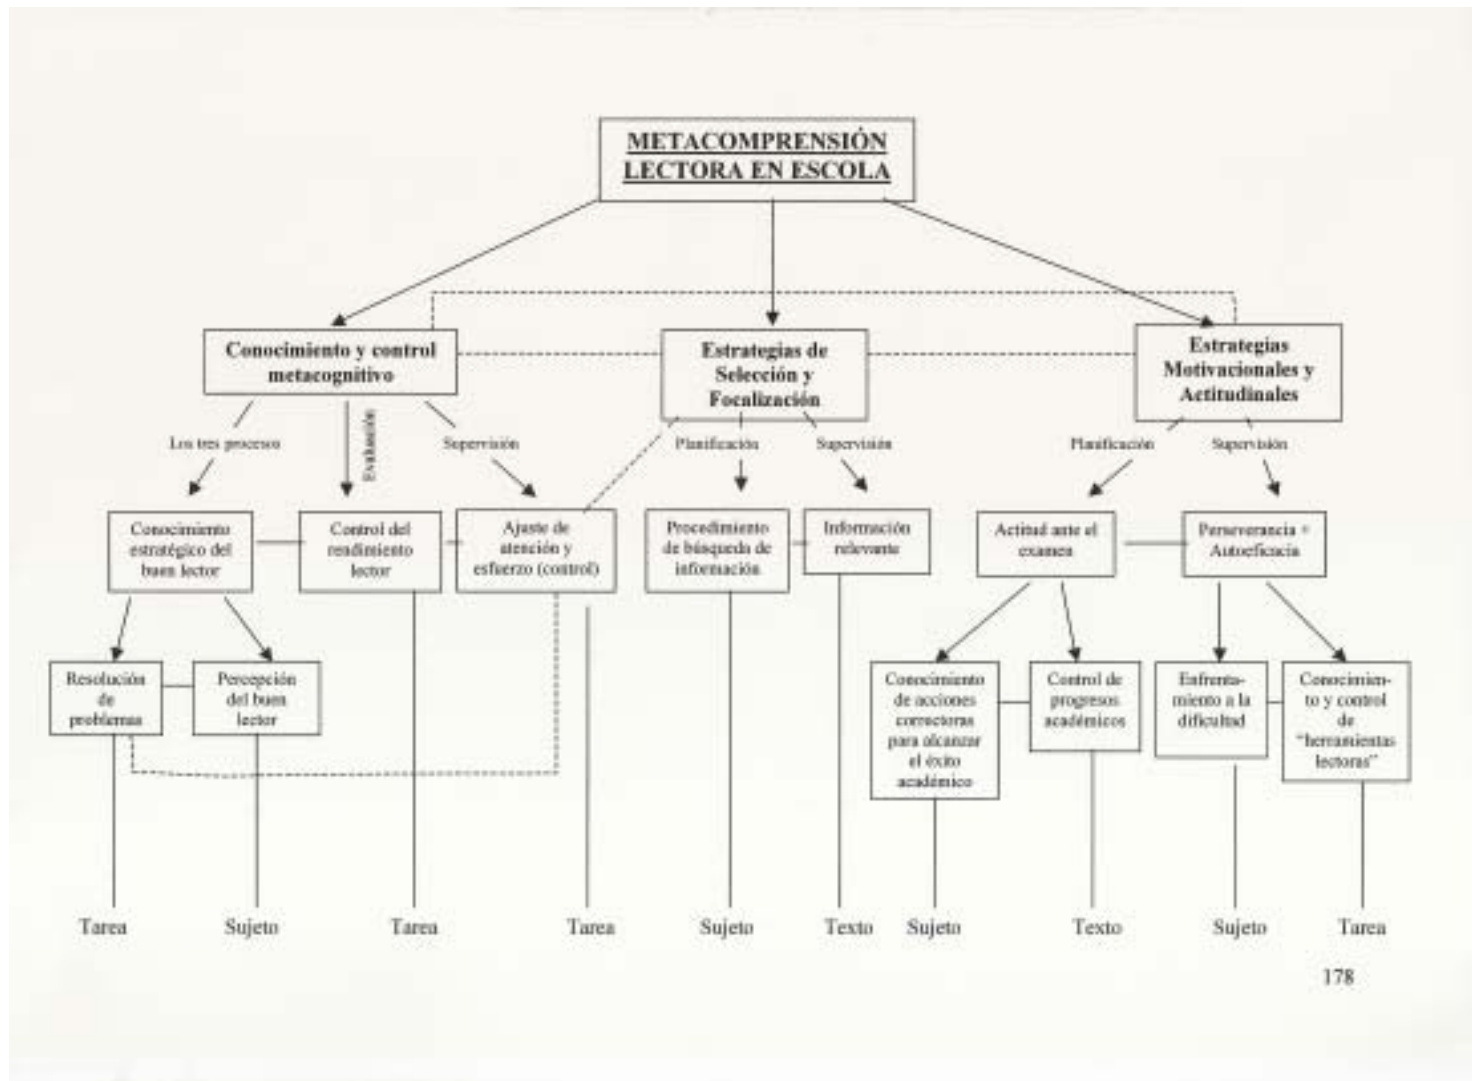 METACOMPRENSIÓN
LECTORA EN ESCOLA
Conocimiento y control
metacognitivo
Estrategias de
Selección y
Focalización
Estrategias
Motivacionales y
Actitudinales
Los tres proceso
Evaluación
Supervisión
Planificación
Supervisión
Planificación
Supervisión
Conocimiento
estratégico del
buen lector
Control del
rendimiento
lector
Ajuste de
atención y
esfuerzo (control)
Procedimiento
de búsqueda de
información
Información
relevante
Actitud ante el
examen
Perseverancia +
Autoeficacia
Resolución
de
problemas
Percepción
del buen
lector
Conocimiento
de acciones
correctoras
para alcanzar
el éxito
académico
Control de
progresos
académicos
Enfrenta-
miento a la
dificultad
Conocimien-
to y control
de
“herramientas
lectoras”
Tarea
Sujeto
Tarea
Tarea
Sujeto
Texto
Sujeto
Texto
Sujeto
Tarea
178